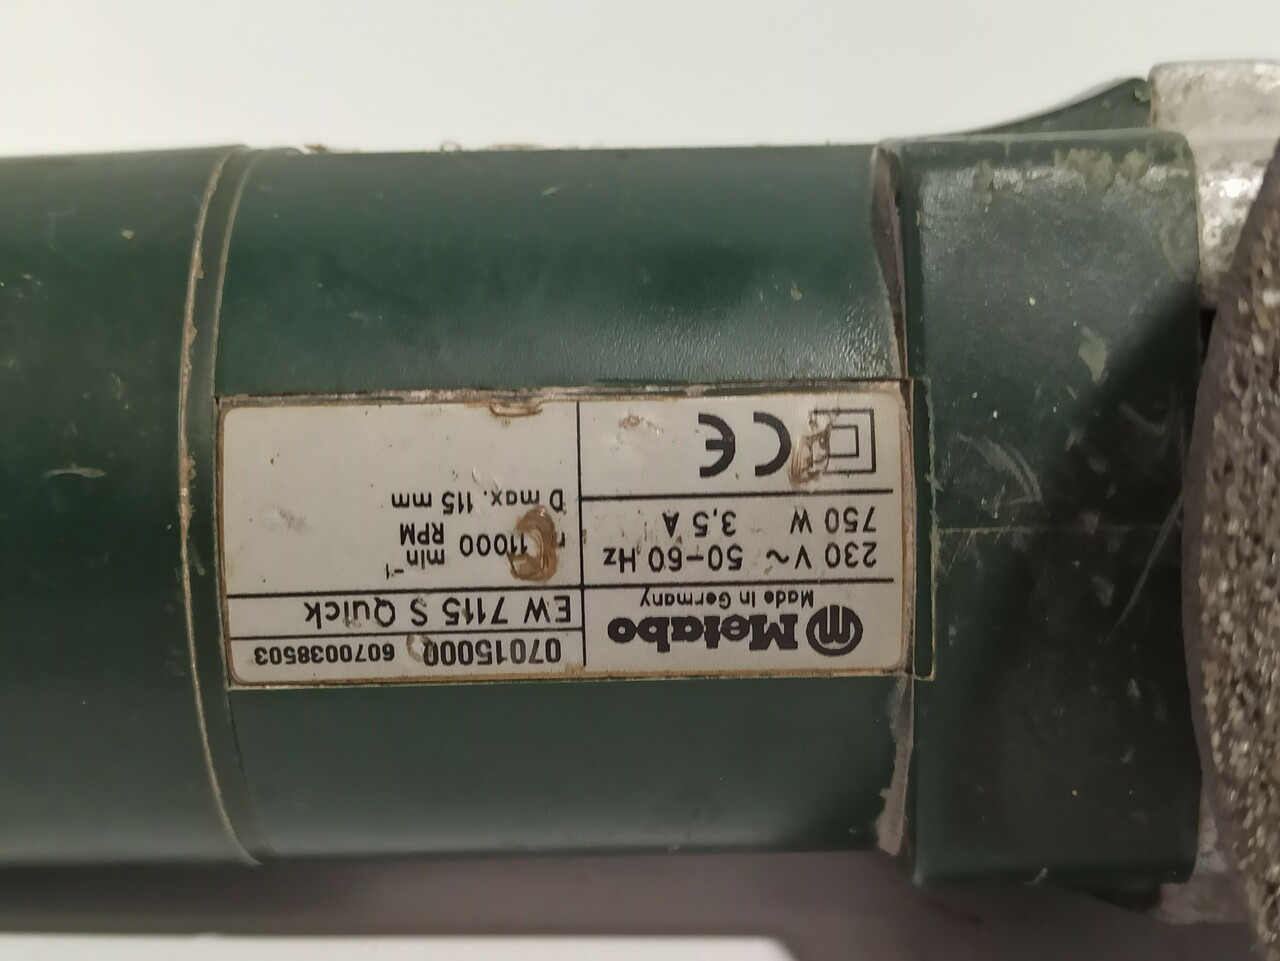 Metabo
Made in Germany
07015000 6070038503
EW 7115 S Quick
230 V~ 50-60 Hz
750 W 3,5 A
11000 min⁻¹
RPM
D max. 115 mm
CE